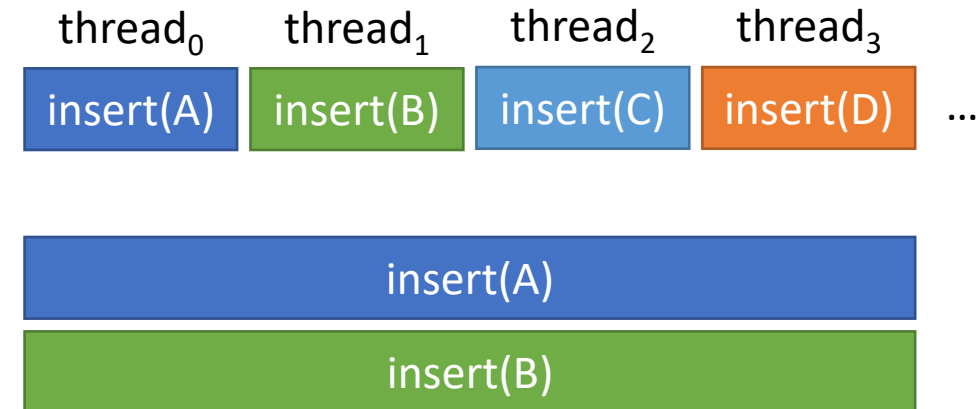 thread₀ thread₁ thread₂ thread₃
insert(A) insert(B) insert(C) insert(D) ...
insert(A)
insert(B)